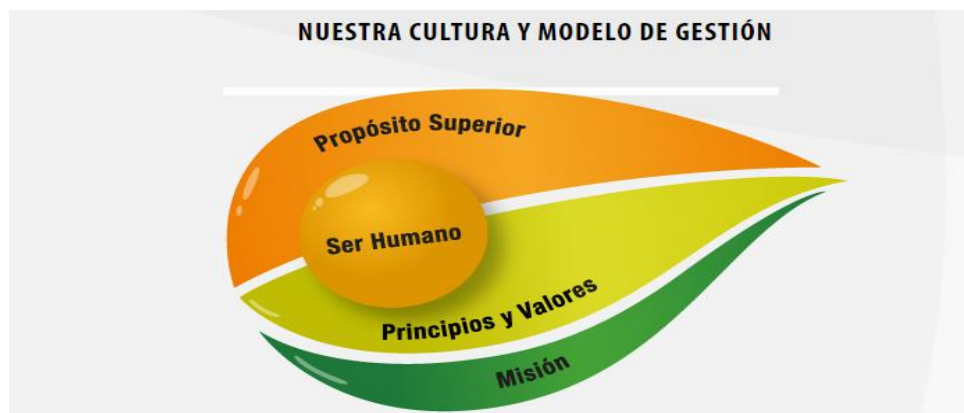 NUESTRA CULTURA Y MODELO DE GESTIÓN
Propósito Superior
Ser Humano
Principios y Valores
Misión